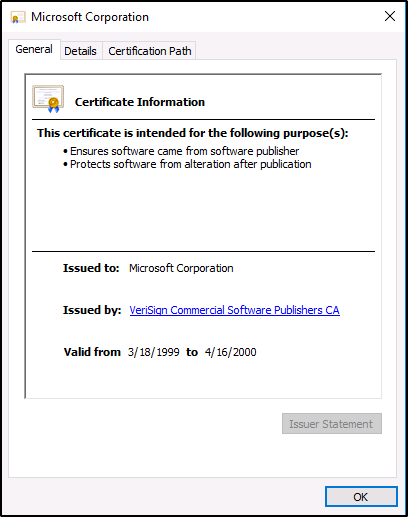 Microsoft Corporation
General Details Certification Path
Certificate Information
This certificate is intended for the following purpose(s):
• Ensures software came from software publisher
• Protects software from alteration after publication
Issued to: Microsoft Corporation
Issued by: VeriSign Commercial Software Publishers CA
Valid from 3/18/1999 to 4/16/2000
Issuer Statement
OK